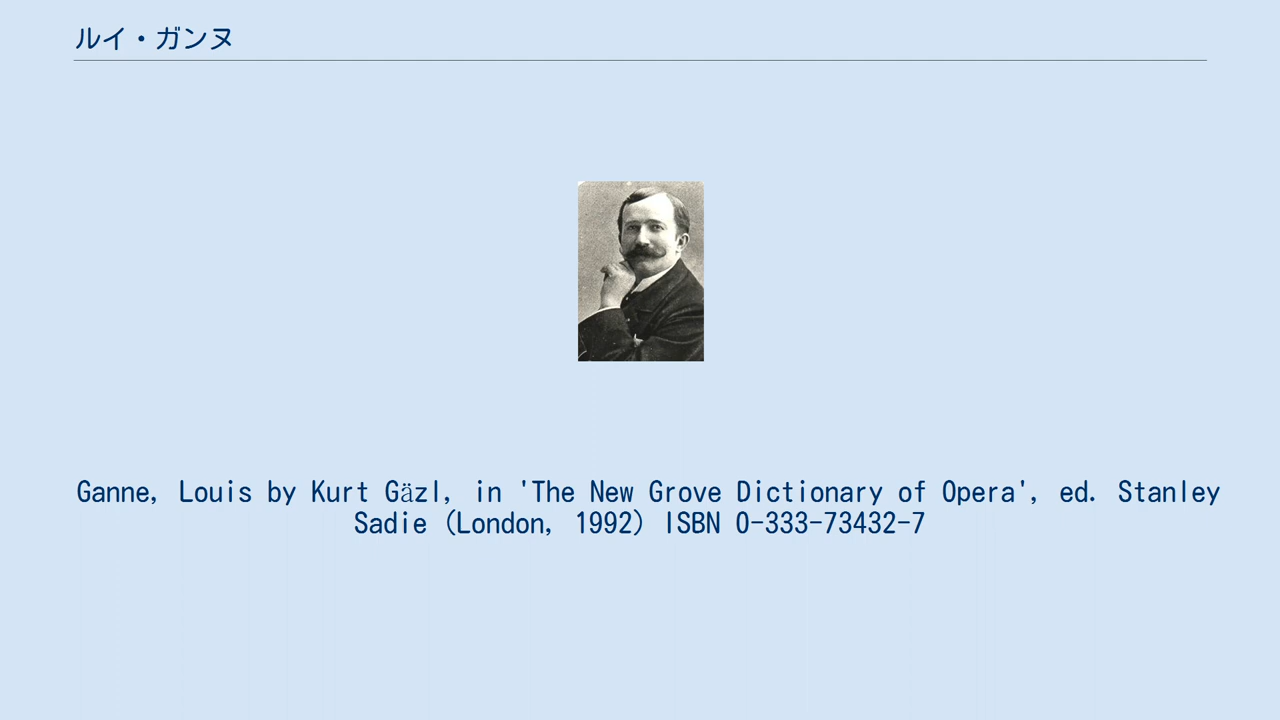 ルイ・ガンヌ
Ganne, Louis by Kurt Gäzl, in 'The New Grove Dictionary of Opera', ed. Stanley
Sadie (London, 1992) ISBN 0-333-73432-7